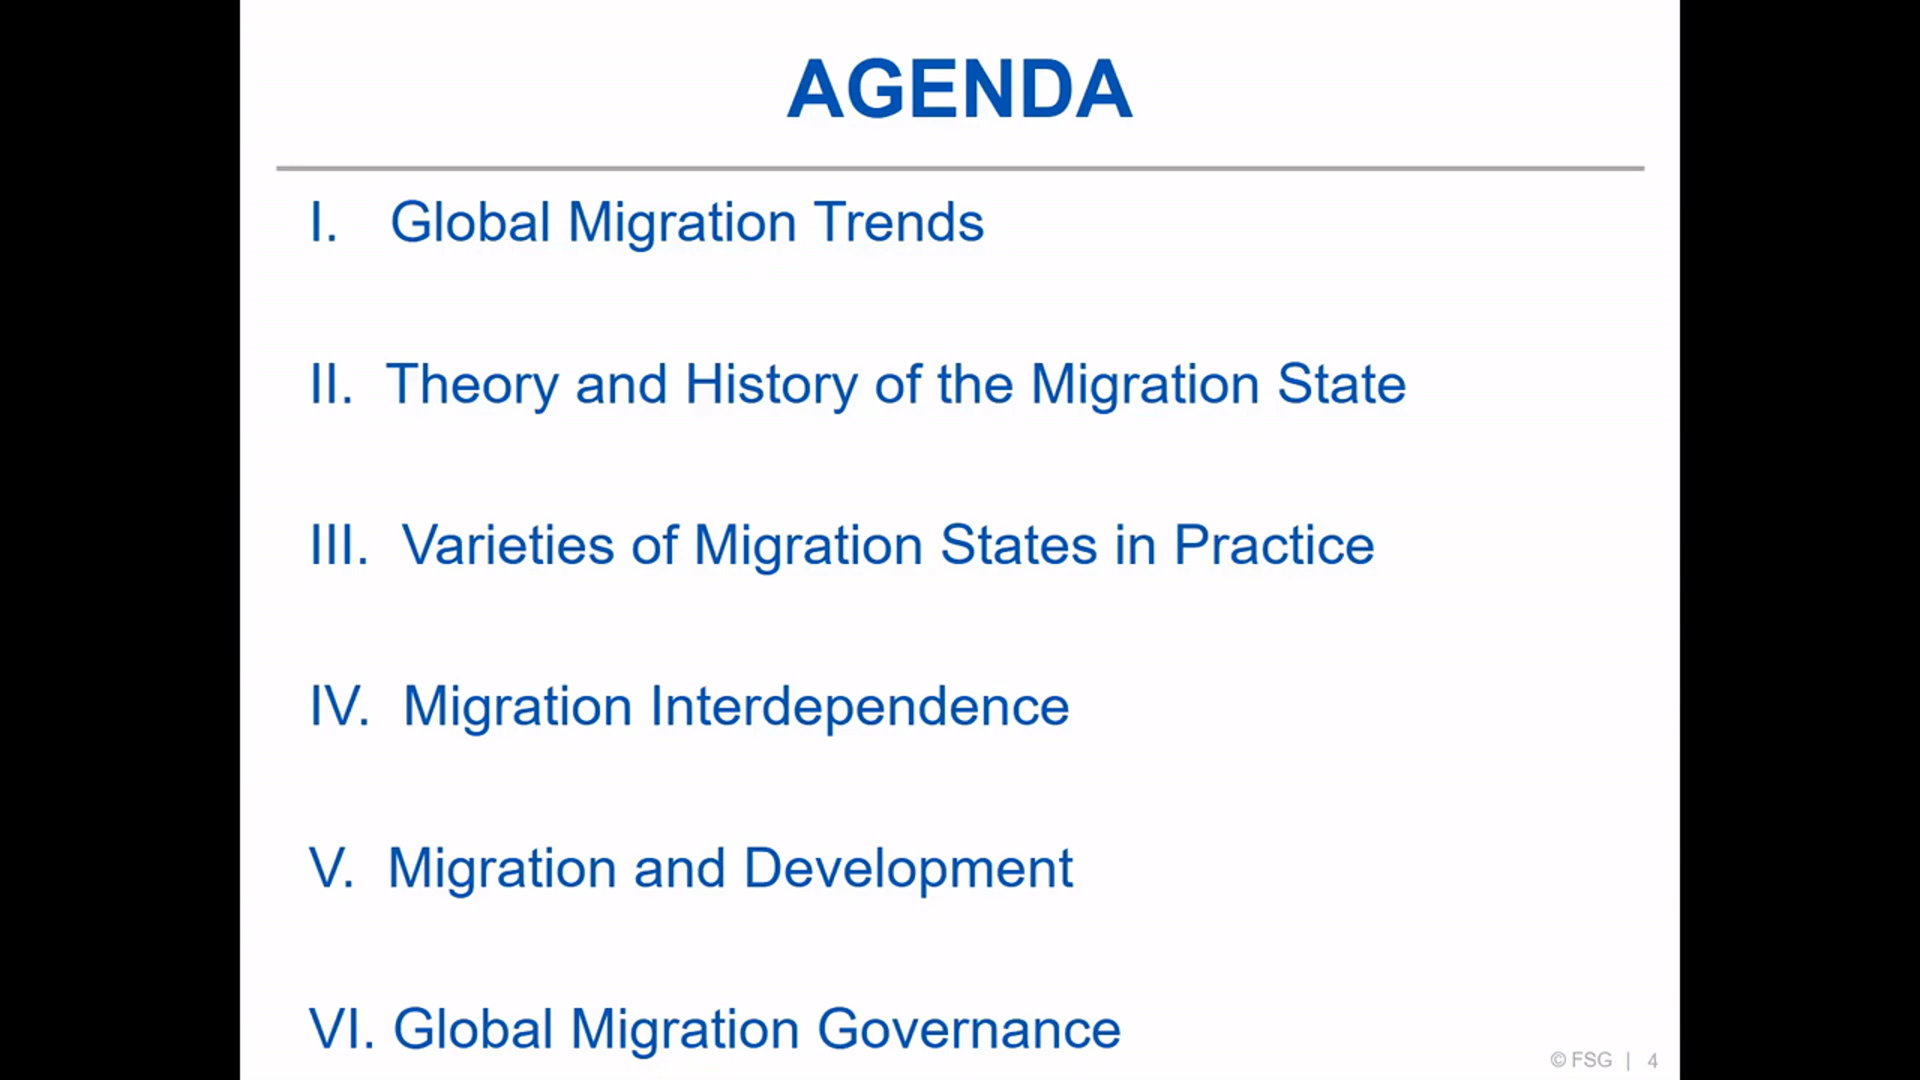 AGENDA
I. Global Migration Trends
II. Theory and History of the Migration State
III. Varieties of Migration States in Practice
IV. Migration Interdependence
V. Migration and Development
VI. Global Migration Governance
© FSG | 4